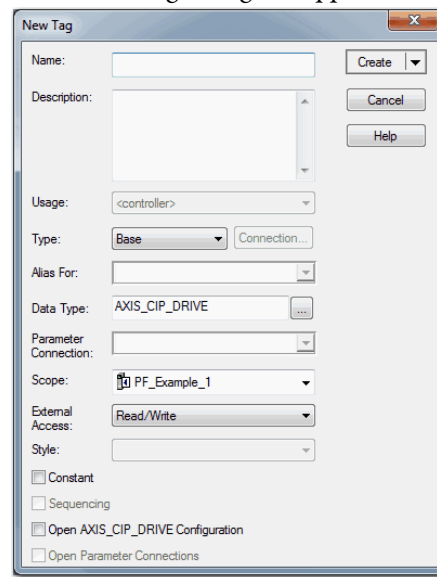 New Tag
Name:
Create
Description:
Cancel
Help
Usage:
<controller>
Type:
Base
Connection...
Alias For:
Data Type:
AXIS_CIP_DRIVE
...
Parameter
Connection:
Scope:
PF_Example_1
External
Access:
Read/Write
Style:
Constant
Sequencing
Open AXIS_CIP_DRIVE Configuration
Open Parameter Connections